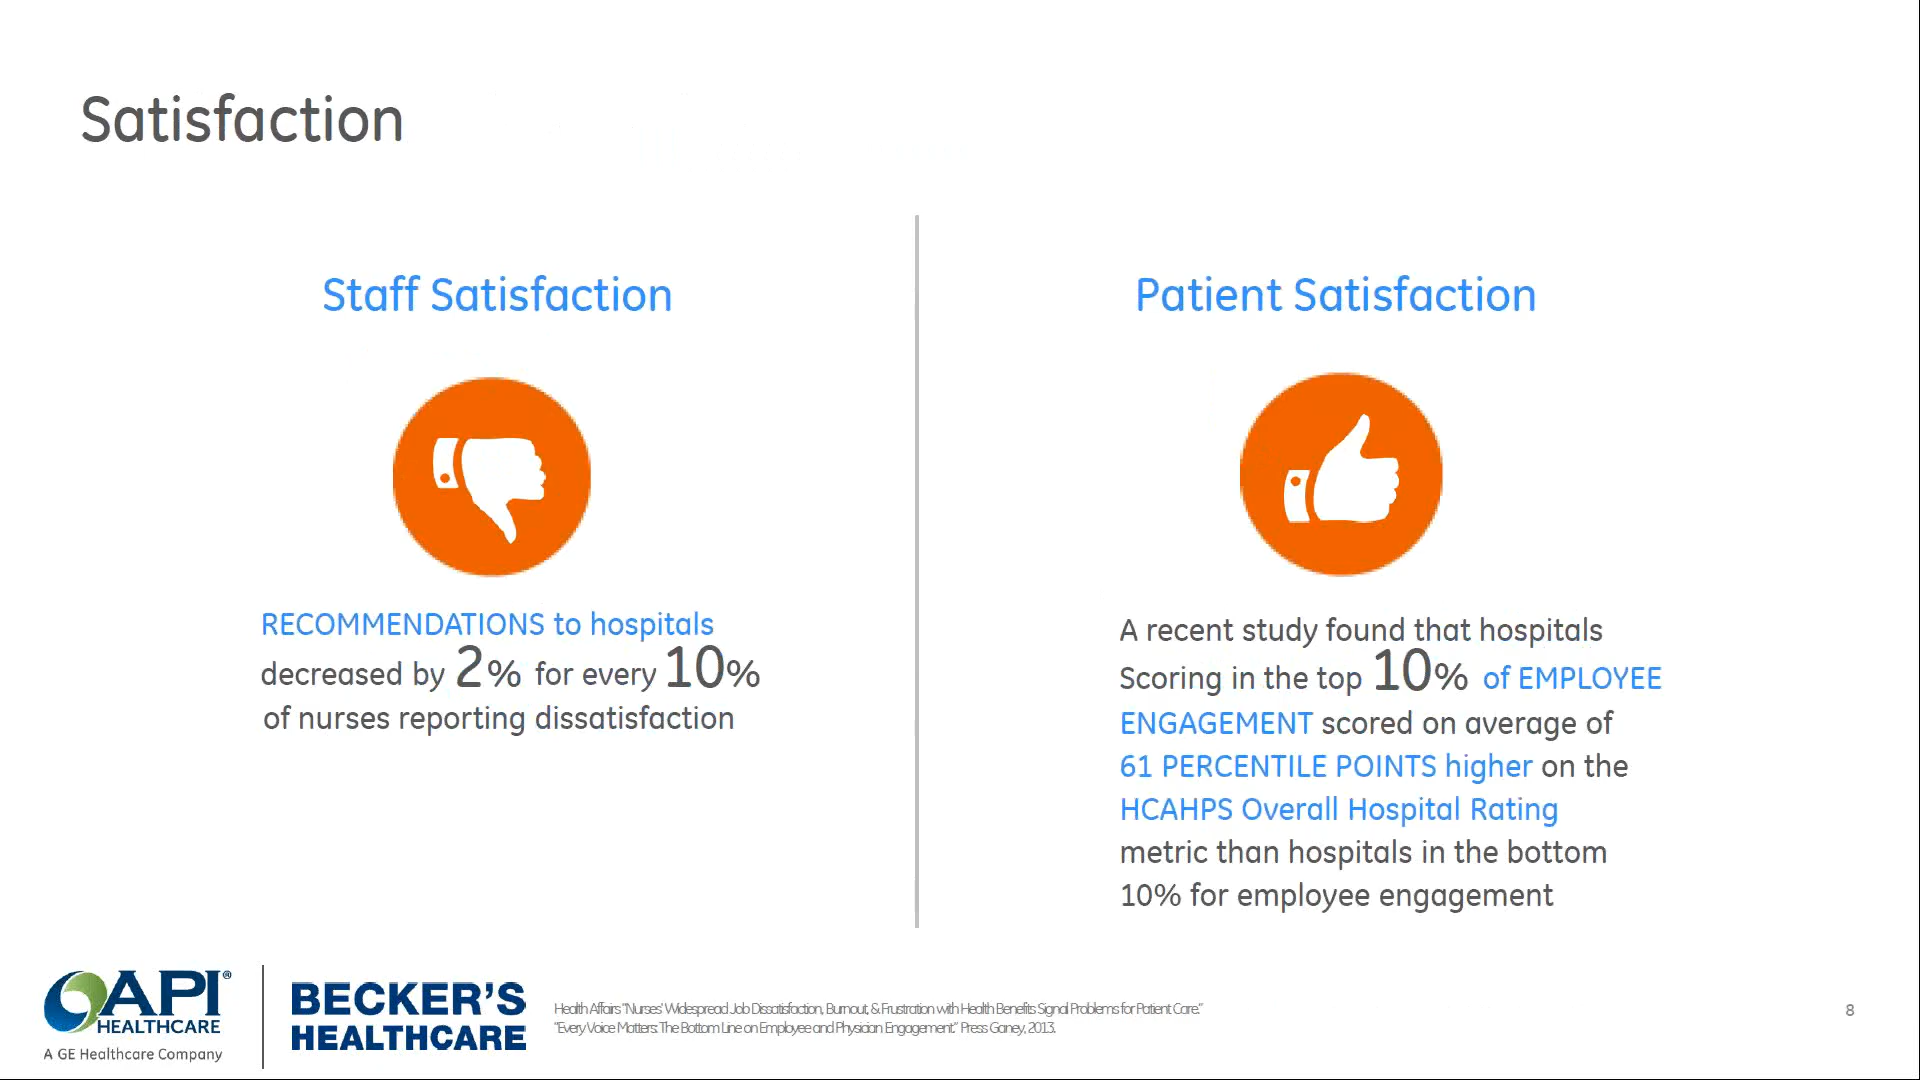 Satisfaction
Staff Satisfaction
RECOMMENDATIONS to hospitals
decreased by 2% for every 10%
of nurses reporting dissatisfaction
Patient Satisfaction
A recent study found that hospitals
Scoring in the top 10% of EMPLOYEE
ENGAGEMENT scored on average of
61 PERCENTILE POINTS higher on the
HCAHPS Overall Hospital Rating
metric than hospitals in the bottom
10% for employee engagement
API®
HEALTHCARE
A GE Healthcare Company
BECKER'S
HEALTHCARE
Health Affairs "Nurses' Widespread Job Dissatisfaction, Burnout, & Frustration with Health Benefits Signal Problems for Patient Care."
"Every Voice Matters: The Bottom Line on Employee and Physician Engagement." Press Ganey, 2013.
8